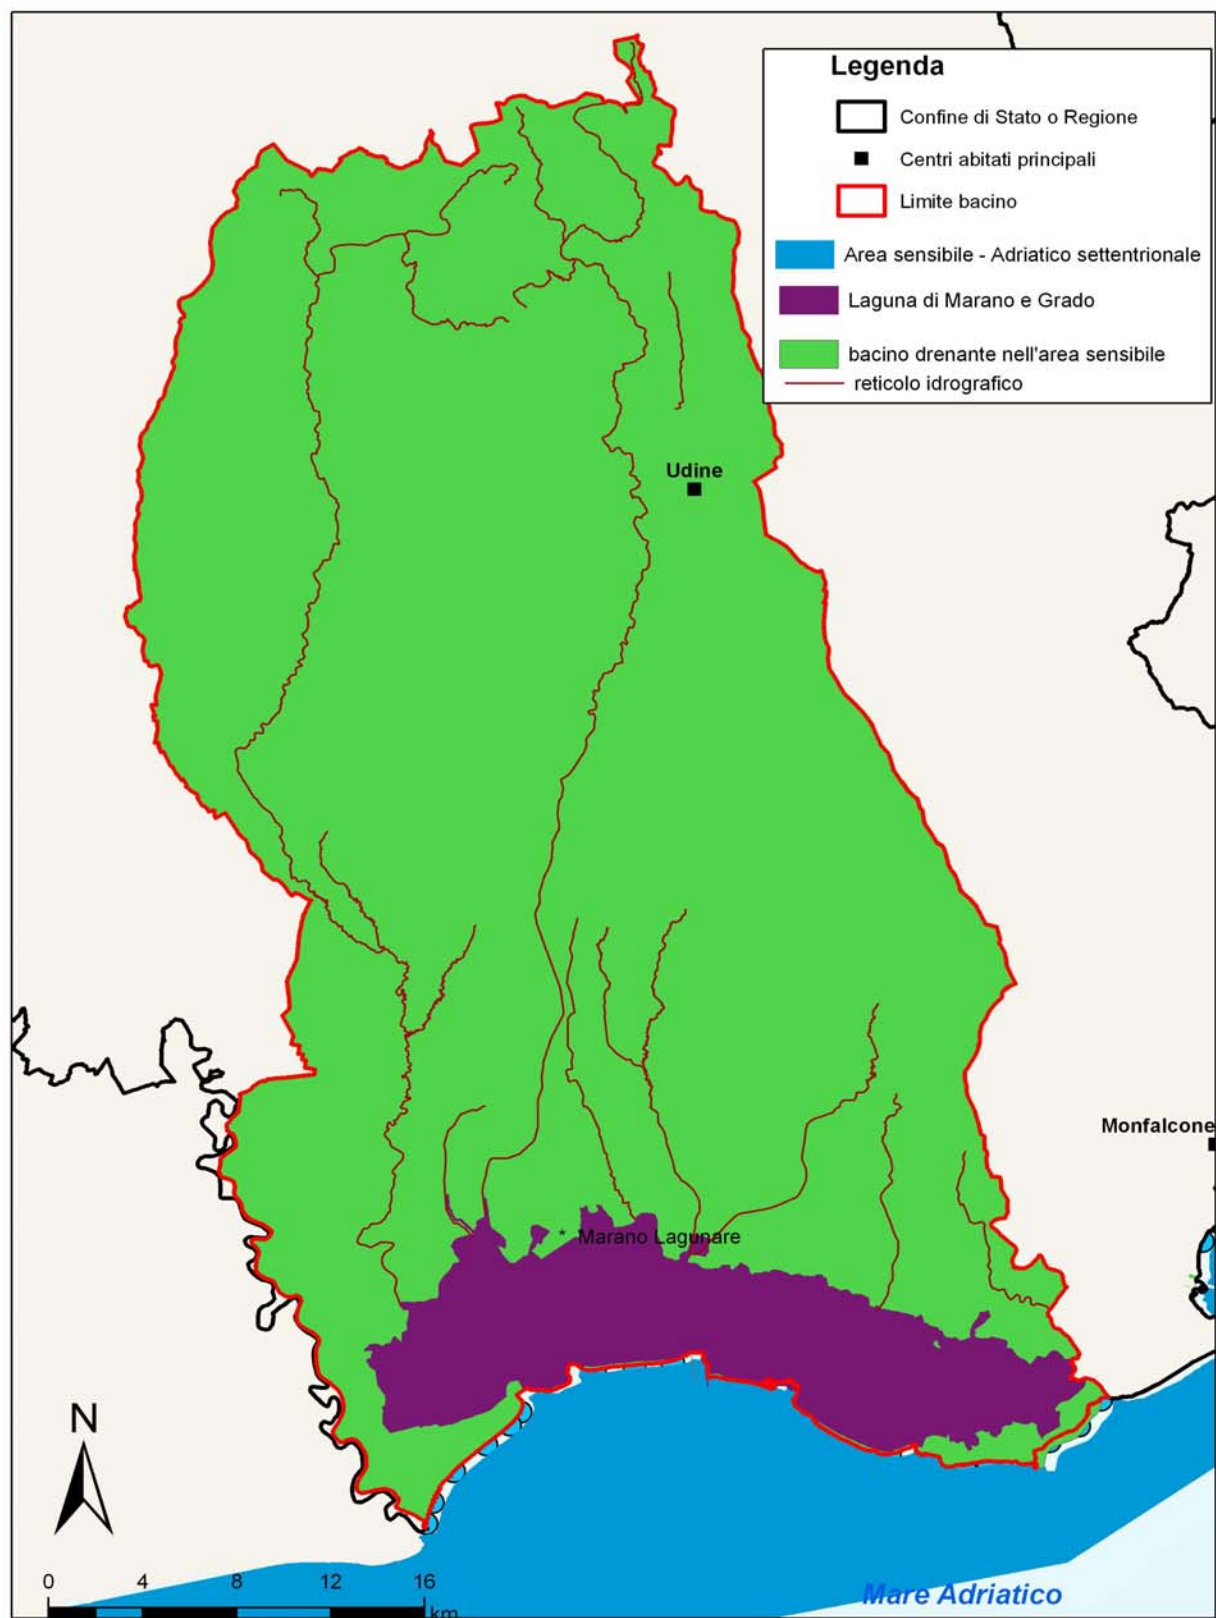 Legenda
Confine di Stato o Regione
Centri abitati principali
Limite bacino
Area sensibile - Adriatico settentrionale
Laguna di Marano e Grado
bacino drenante nell'area sensibile
reticolo idrografico
Udine
Monfalcone
* Marano Lagunare
N
0 4 8 12 16
km
Mare Adriatico